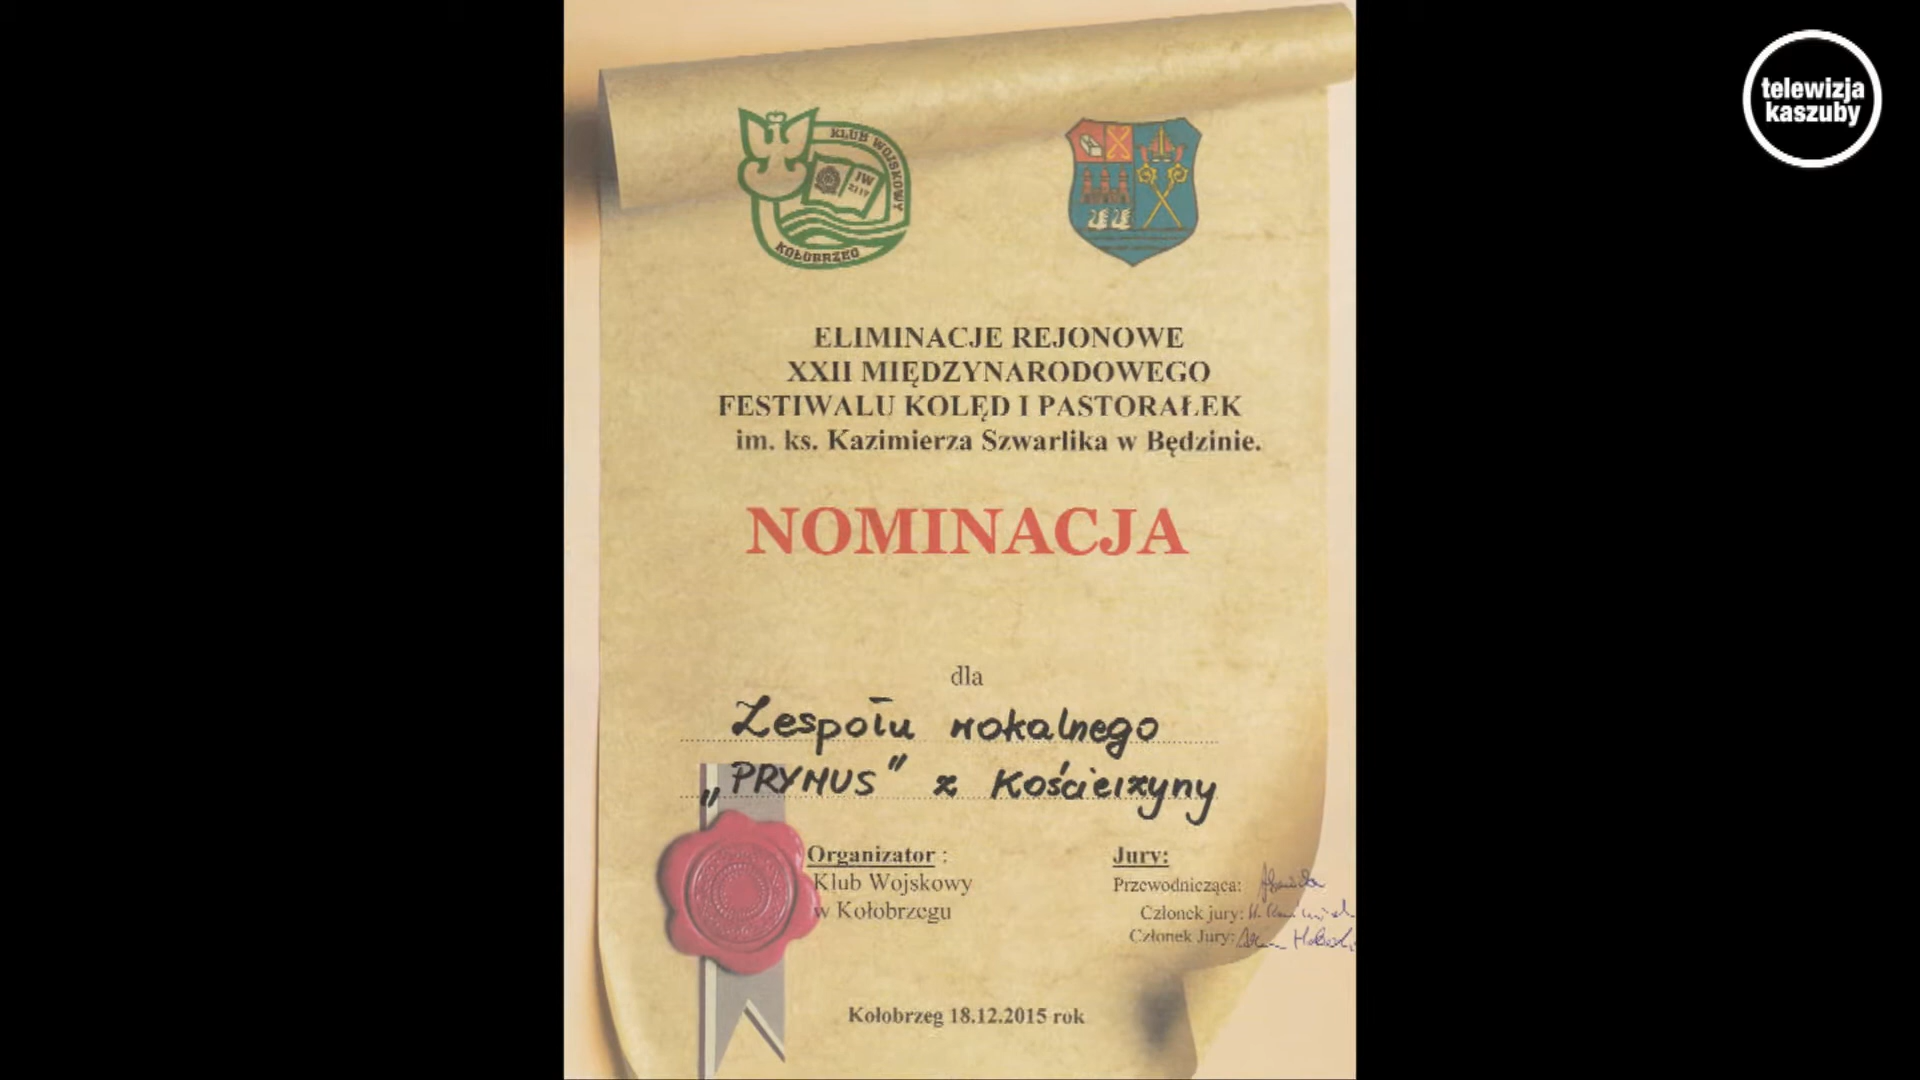 telewizja
kaszuby
KLUB WOJSKOWY
JW
KOŁOBRZEG
ELIMINACJE REJONOWE
XXII MIĘDZYNARODOWEGO
FESTIWALU KOLĘD I PASTORAŁEK
im. ks. Kazimierza Szwarlika w Będzinie.
NOMINACJA
dla
Zespołu wokalnego
„PRYMUS" z Kościerzyny
Organizator :
Klub Wojskowy
w Kołobrzegu
Jury:
Przewodnicząca:
Członek jury:
Członek Jury:
Kołobrzeg 18.12.2015 rok